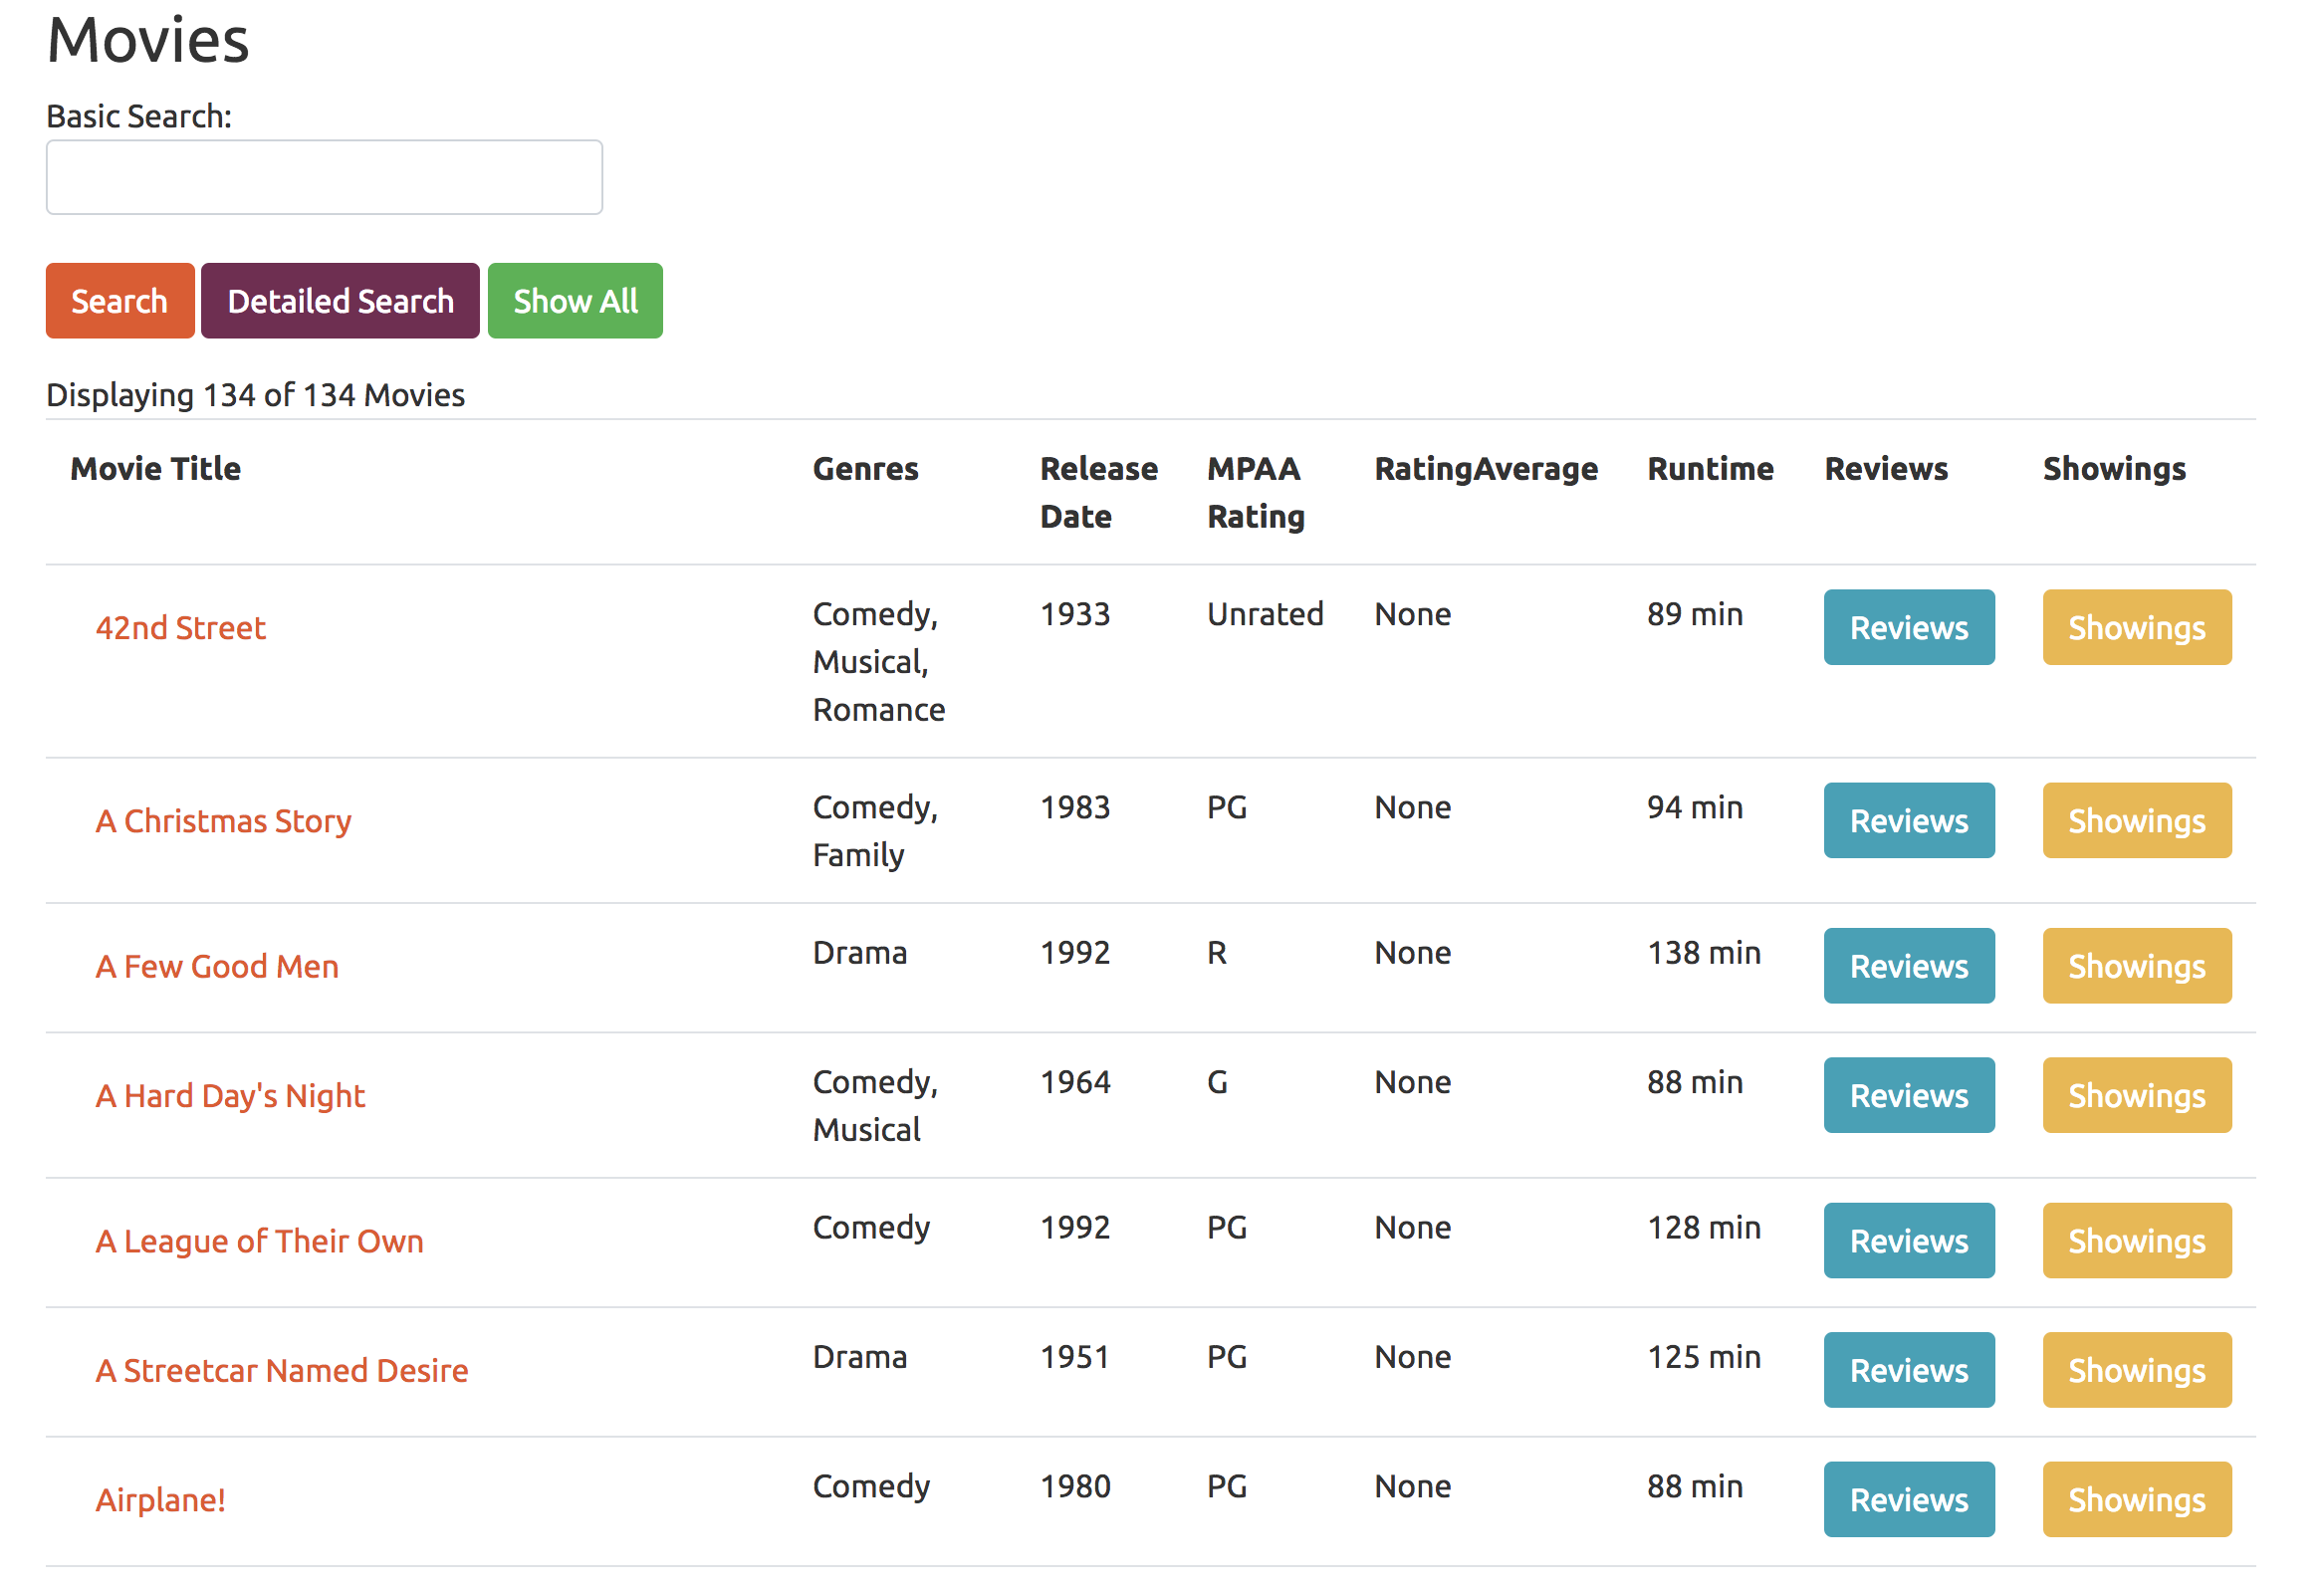 Movies
Basic Search:
Search Detailed Search Show All
Displaying 134 of 134 Movies
Movie Title Genres Release Date MPAA Rating RatingAverage Runtime Reviews Showings
42nd Street Comedy, Musical, Romance 1933 Unrated None 89 min Reviews Showings
A Christmas Story Comedy, Family 1983 PG None 94 min Reviews Showings
A Few Good Men Drama 1992 R None 138 min Reviews Showings
A Hard Day's Night Comedy, Musical 1964 G None 88 min Reviews Showings
A League of Their Own Comedy 1992 PG None 128 min Reviews Showings
A Streetcar Named Desire Drama 1951 PG None 125 min Reviews Showings
Airplane! Comedy 1980 PG None 88 min Reviews Showings